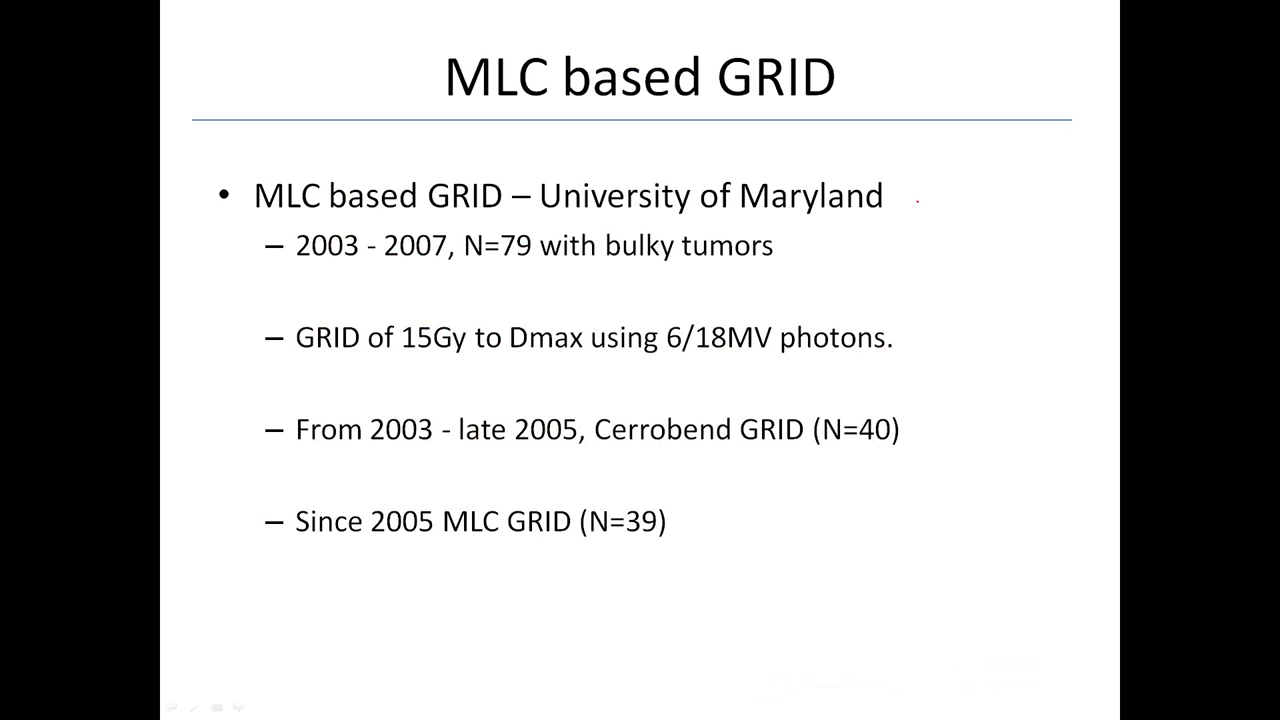 MLC based GRID
• MLC based GRID – University of Maryland
– 2003 - 2007, N=79 with bulky tumors
– GRID of 15Gy to Dmax using 6/18MV photons.
– From 2003 - late 2005, Cerrobend GRID (N=40)
– Since 2005 MLC GRID (N=39)